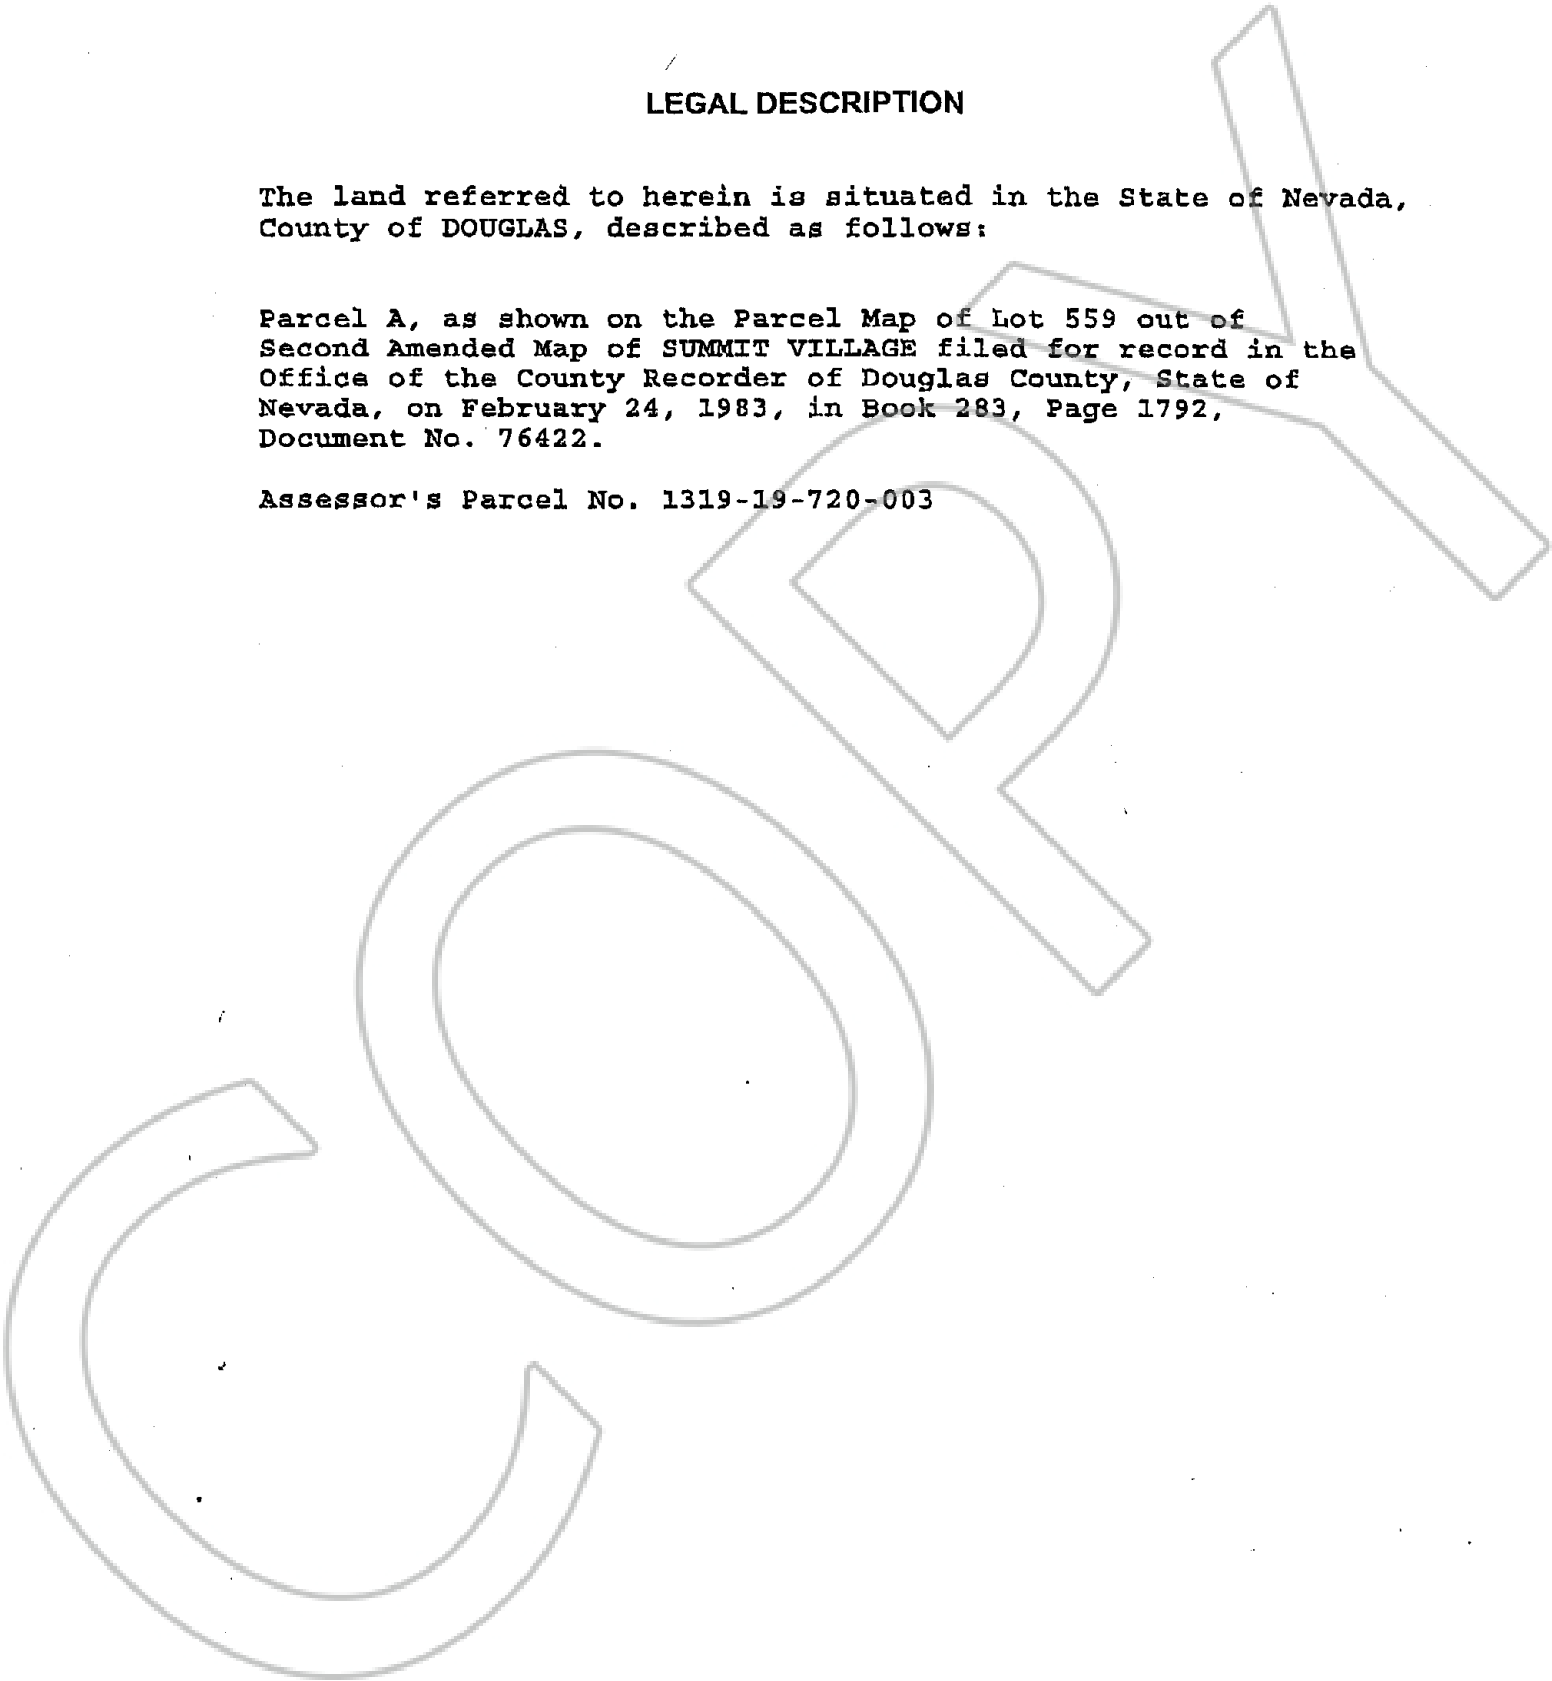 LEGAL DESCRIPTION
The land referred to herein is situated in the State of Nevada,
County of DOUGLAS, described as follows:
Parcel A, as shown on the Parcel Map of Lot 559 out of
Second Amended Map of SUMMIT VILLAGE filed for record in the
Office of the County Recorder of Douglas County, State of
Nevada, on February 24, 1983, in Book 283, Page 1792,
Document No. 76422.
Assessor's Parcel No. 1319-19-720-003
COPY